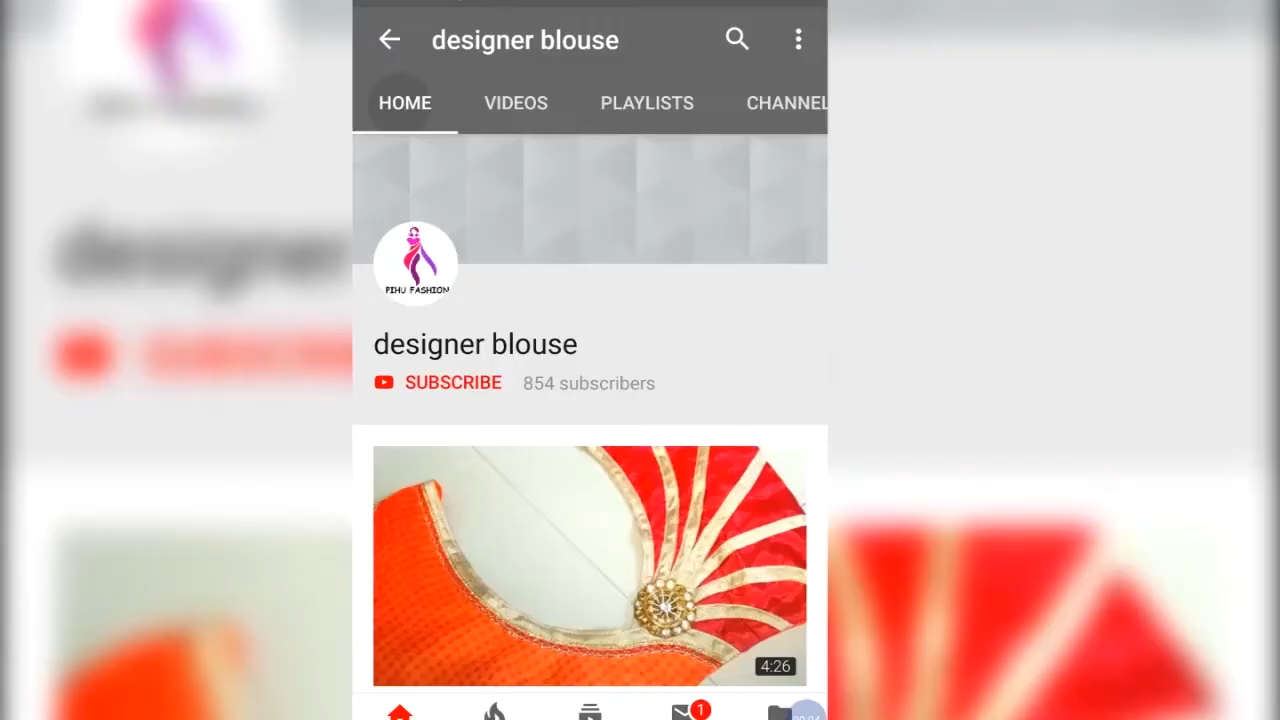 designer blouse
HOME VIDEOS PLAYLISTS CHANNEL
PIHU FASHION
designer blouse
SUBSCRIBE 854 subscribers
4:26
1